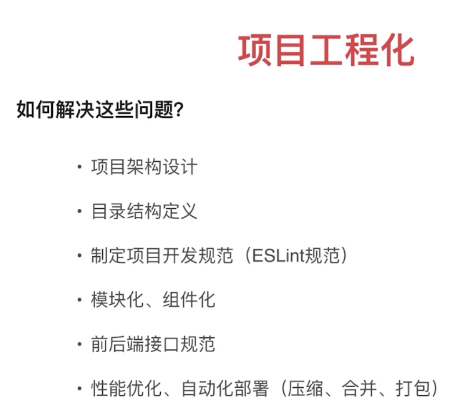 项目工程化
如何解决这些问题?
• 项目架构设计
• 目录结构定义
• 制定项目开发规范（ESLint规范）
• 模块化、组件化
• 前后端接口规范
• 性能优化、自动化部署（压缩、合并、打包）